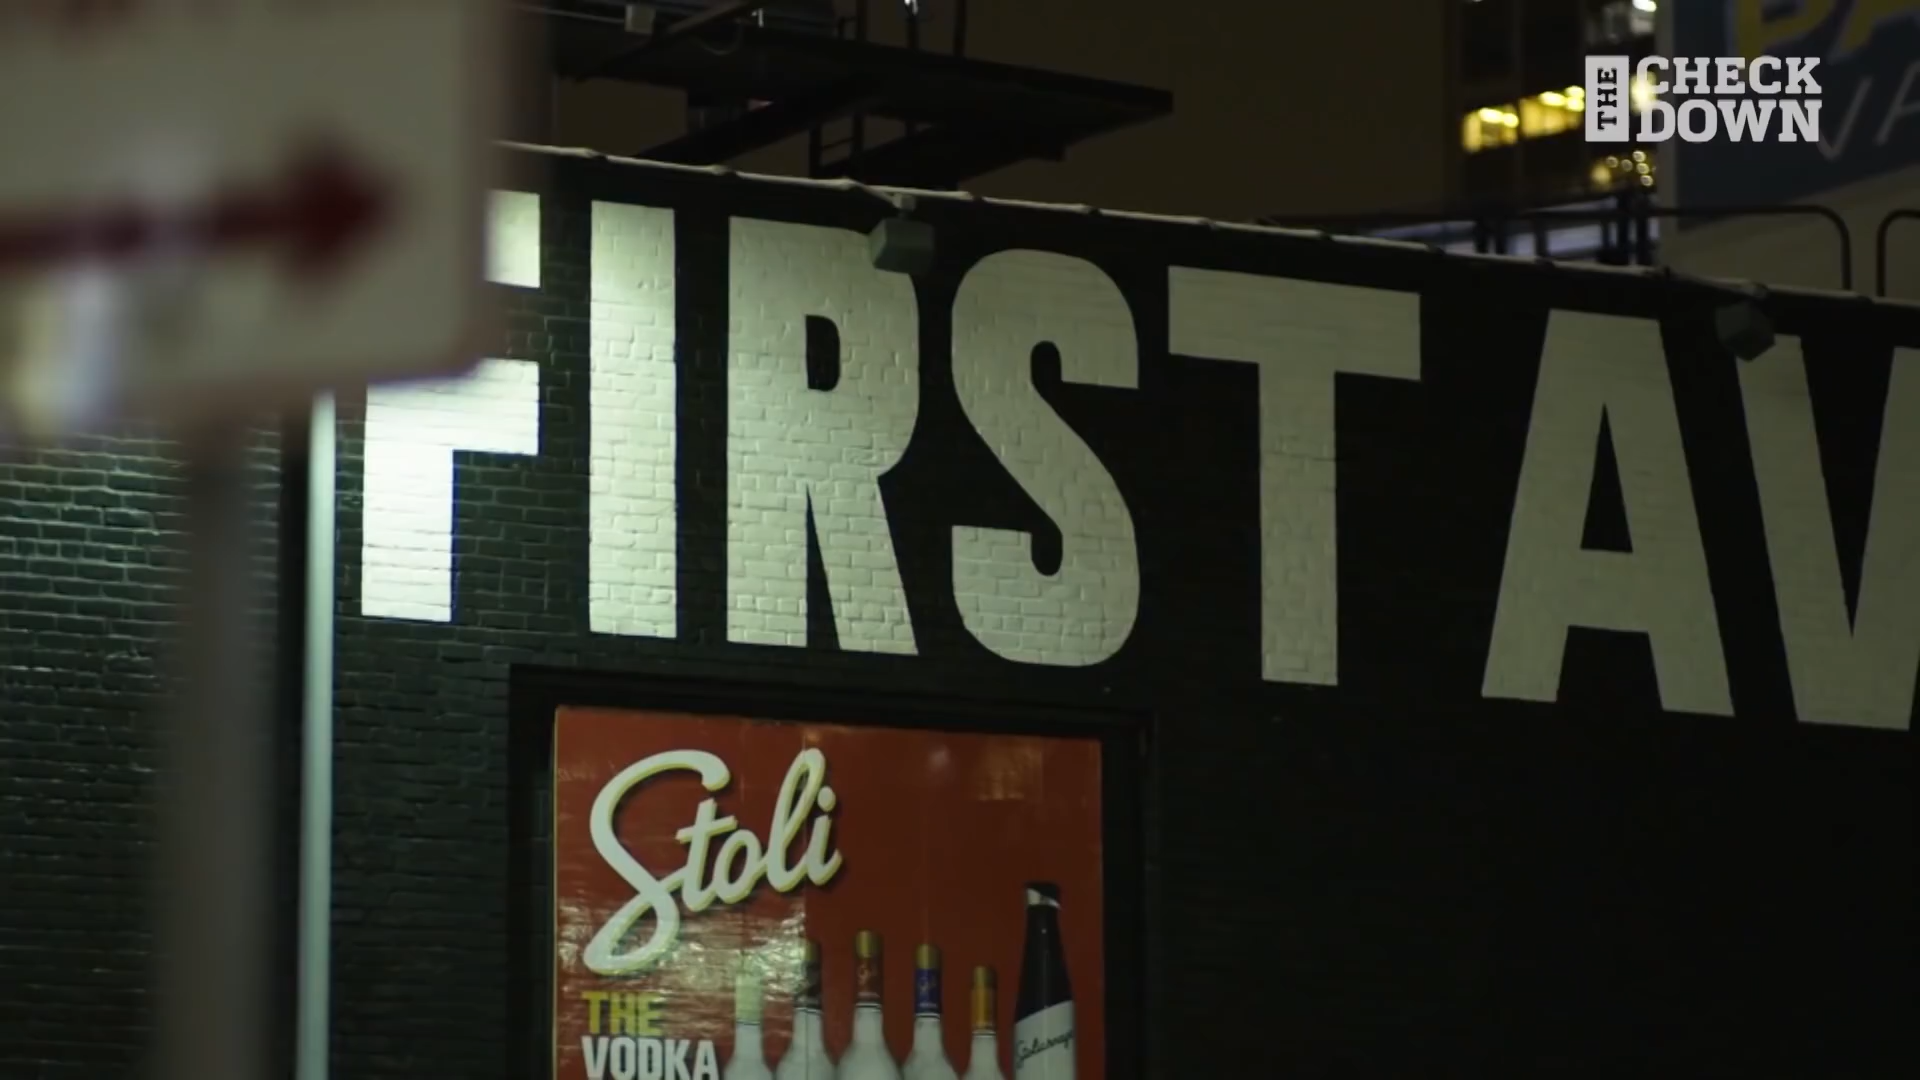 THE CHECK
DOWN
FIRST AV
Stoli
THE
VODKA